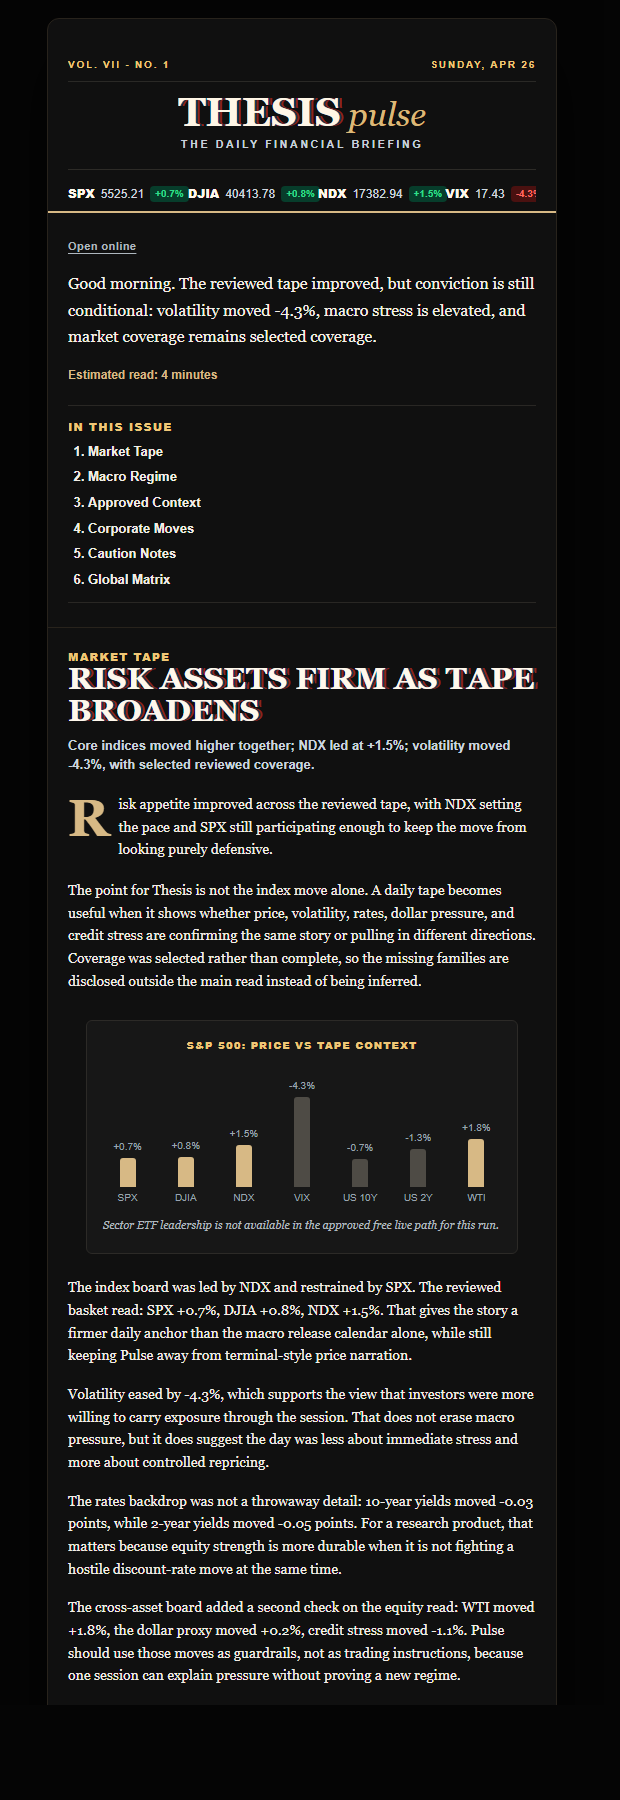 VOL. VII - NO. 1
SUNDAY, APR 26
THESIS pulse
THE DAILY FINANCIAL BRIEFING
SPX 5525.21 +0.7% DJIA 40413.78 +0.8% NDX 17382.94 +1.5% VIX 17.43 -4.3%
Open online
Good morning. The reviewed tape improved, but conviction is still
conditional: volatility moved -4.3%, macro stress is elevated, and
market coverage remains selected coverage.
Estimated read: 4 minutes
IN THIS ISSUE
1. Market Tape
2. Macro Regime
3. Approved Context
4. Corporate Moves
5. Caution Notes
6. Global Matrix
MARKET TAPE
RISK ASSETS FIRM AS TAPE
BROADENS
Core indices moved higher together; NDX led at +1.5%; volatility moved
-4.3%, with selected reviewed coverage.
Risk appetite improved across the reviewed tape, with NDX setting
the pace and SPX still participating enough to keep the move from
looking purely defensive.
The point for Thesis is not the index move alone. A daily tape becomes
useful when it shows whether price, volatility, rates, dollar pressure, and
credit stress are confirming the same story or pulling in different directions.
Coverage was selected rather than complete, so the missing families are
disclosed outside the main read instead of being inferred.
S&P 500: PRICE VS TAPE CONTEXT
+0.7% +0.8% +1.5% -4.3% -0.7% -1.3% +1.8%
SPX DJIA NDX VIX US 10Y US 2Y WTI
Sector ETF leadership is not available in the approved free live path for this run.
The index board was led by NDX and restrained by SPX. The reviewed
basket read: SPX +0.7%, DJIA +0.8%, NDX +1.5%. That gives the story a
firmer daily anchor than the macro release calendar alone, while still
keeping Pulse away from terminal-style price narration.
Volatility eased by -4.3%, which supports the view that investors were more
willing to carry exposure through the session. That does not erase macro
pressure, but it does suggest the day was less about immediate stress and
more about controlled repricing.
The rates backdrop was not a throwaway detail: 10-year yields moved -0.03
points, while 2-year yields moved -0.05 points. For a research product, that
matters because equity strength is more durable when it is not fighting a
hostile discount-rate move at the same time.
The cross-asset board added a second check on the equity read: WTI moved
+1.8%, the dollar proxy moved +0.2%, credit stress moved -1.1%. Pulse
should use those moves as guardrails, not as trading instructions, because
one session can explain pressure without proving a new regime.